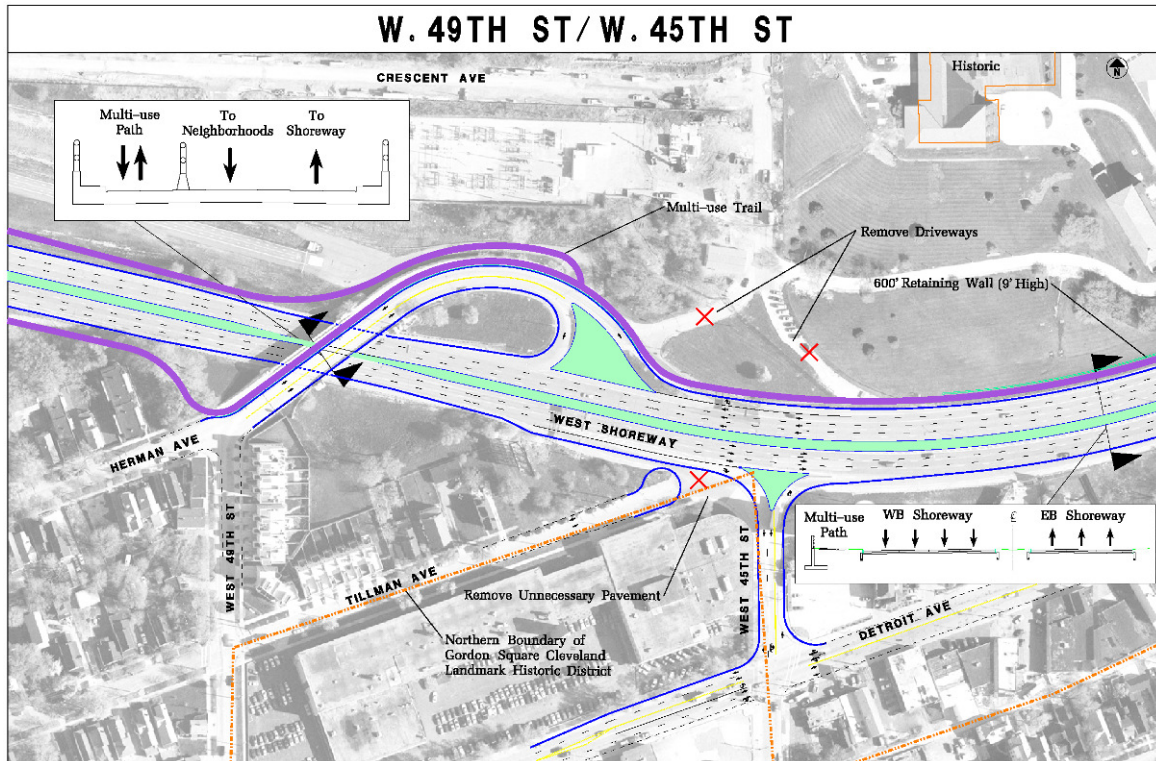 W. 49TH ST/W. 45TH ST
CRESCENT AVE
Historic
N
Multi-use
Path
To
Neighborhoods
To
Shoreway
Multi-use Trail
Remove Driveways
600' Retaining Wall (9' High)
WEST SHOREWAY
HERMAN AVE
WEST 49TH ST
TILLMAN AVE
Remove Unnecessary Pavement
Northern Boundary of
Gordon Square Cleveland
Landmark Historic District
WEST 45TH ST
DETROIT AVE
Multi-use
Path
WB Shoreway
EB Shoreway